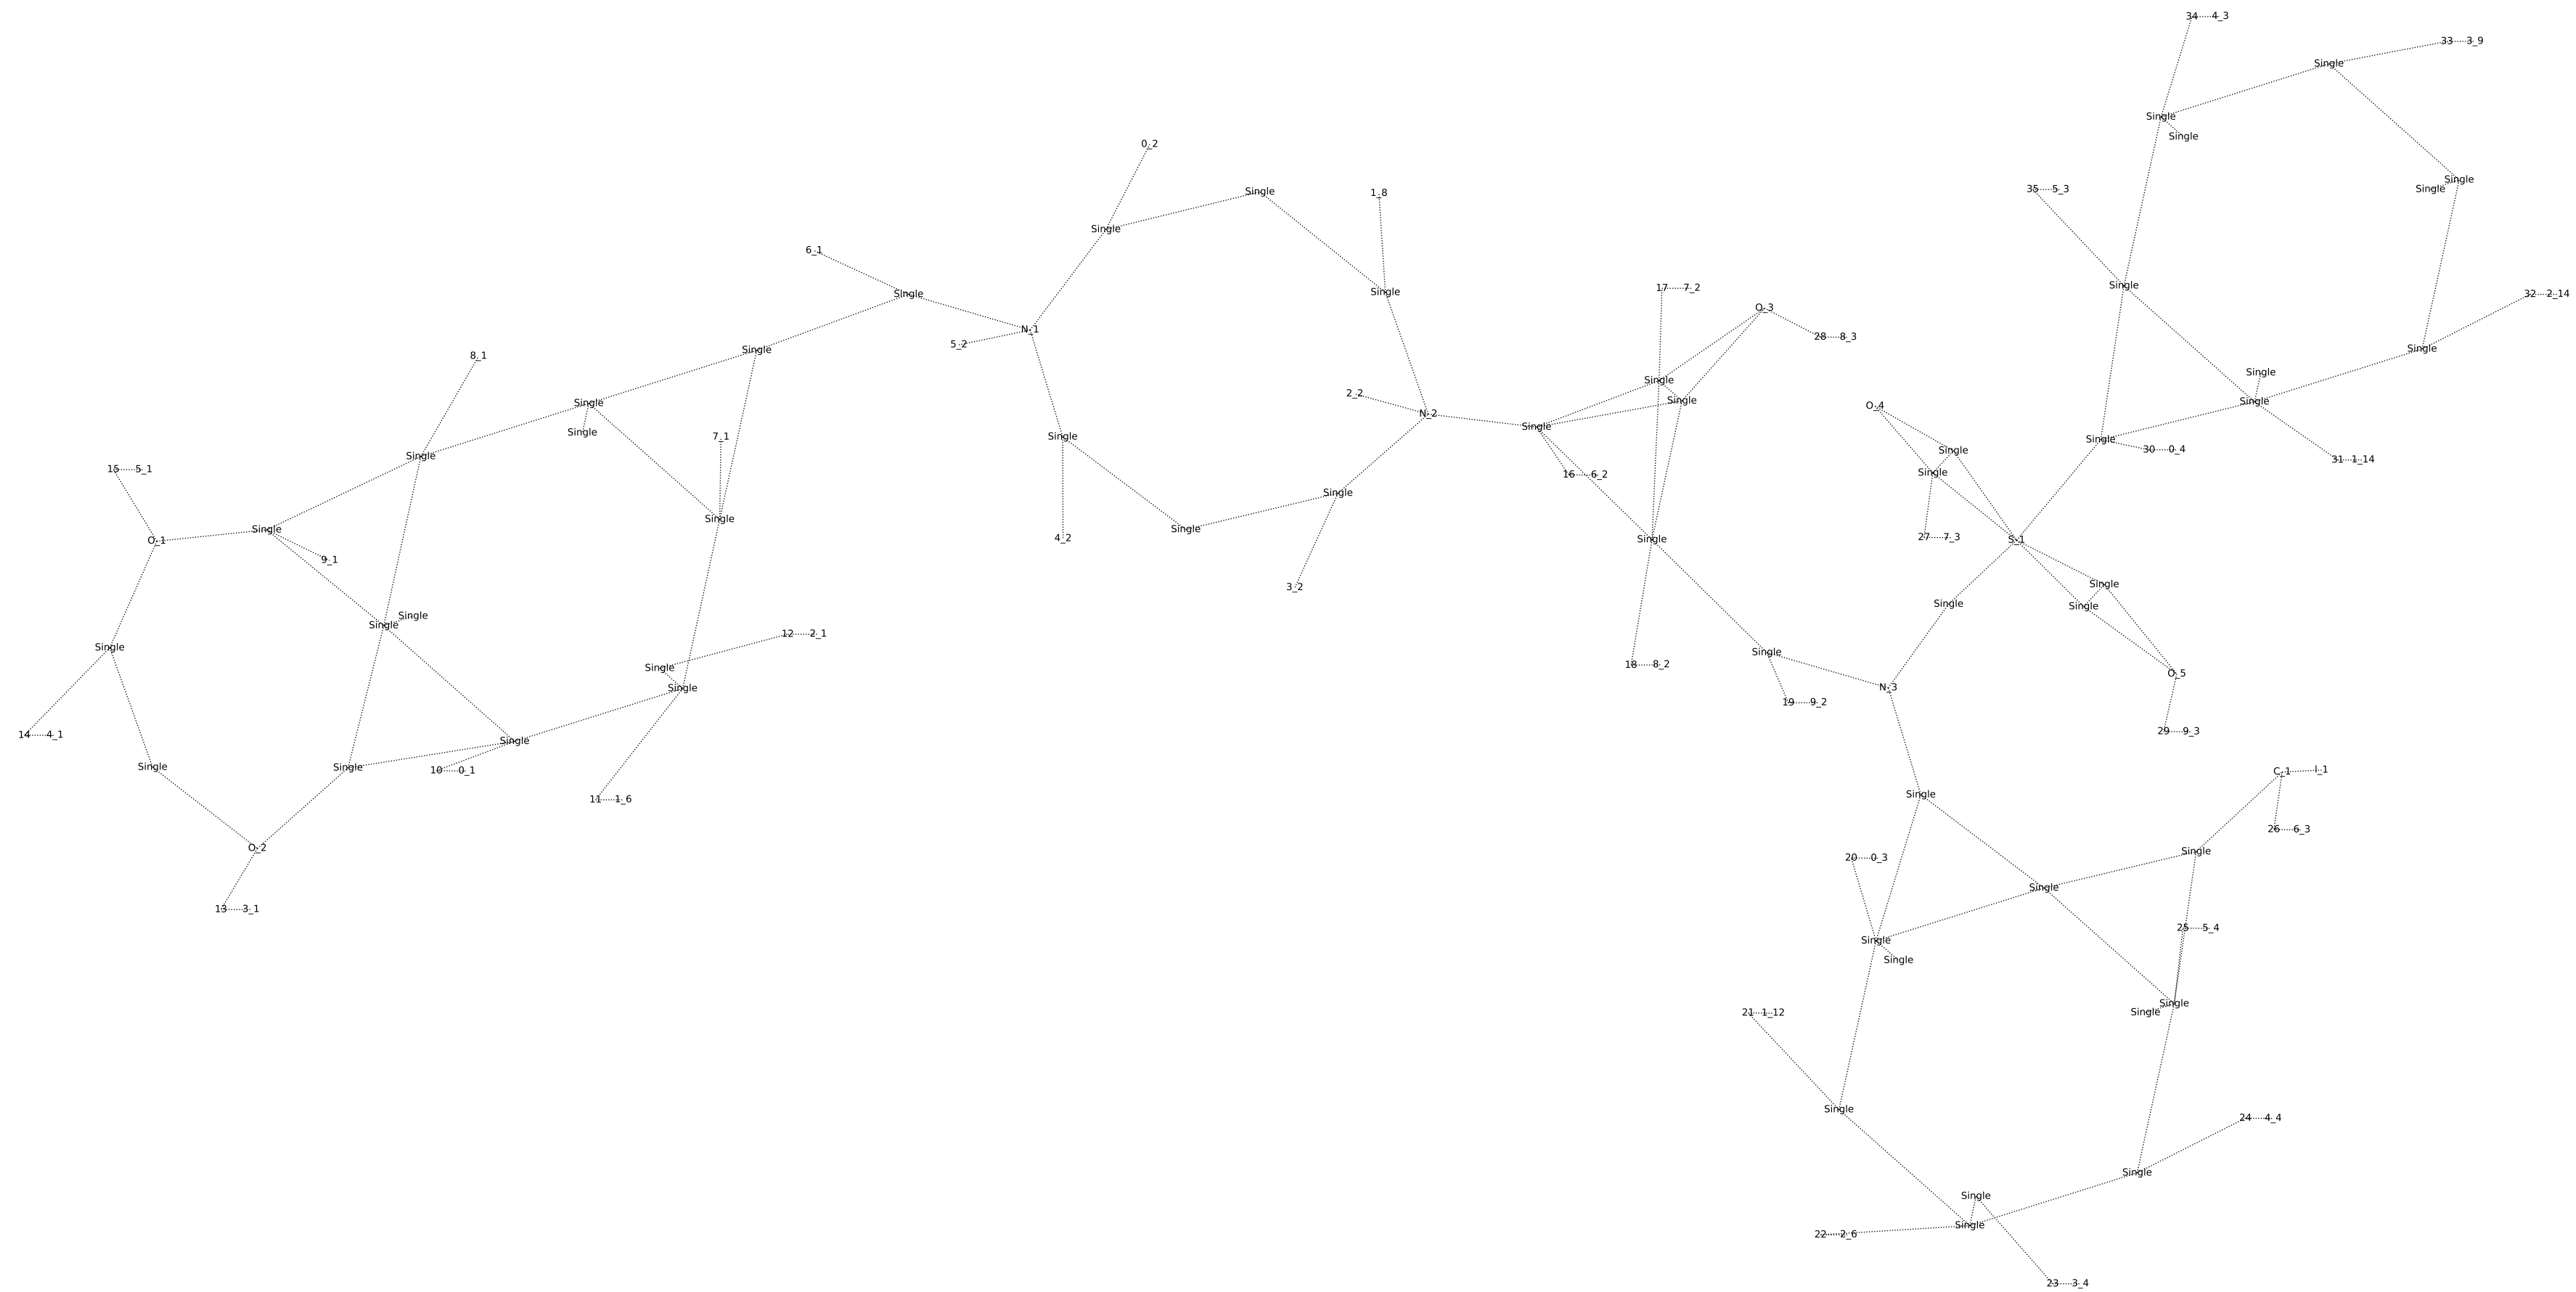 34 4_3
33 3_9
Single
Single
Single
0_2
Single
Single
35 5_3
Single
1_8
Single
6_1
Single
Single
17 7_2
Single
Single
32 2_14
O_3
N_1
28 8_3
5_2
Single
Single
8_1
Single
Single
2_2
Single
Single
Single
O_4
N_2
Single
Single
7_1
Single
Single
30 0_4
Single
Single
31 1_14
15 5_1
Single
16 6_2
Single
Single
Single
Single
27 7_3
4_2
Single
S_1
O_1
9_1
Single
3_2
Single
Single
Single
Single
12 2_1
Single
Single
Single
18 8_2
O_5
Single
N_3
19 9_2
29 9_3
14 4_1
Single
Single
Single
10 0_1
I_1
C_1
Single
11 1_6
26 6_3
O_2
Single
20 0_3
Single
13 3_1
25 5_4
Single
Single
Single
21 1_12
Single
Single
24 4_4
Single
Single
Single
22 2_6
23 3_4